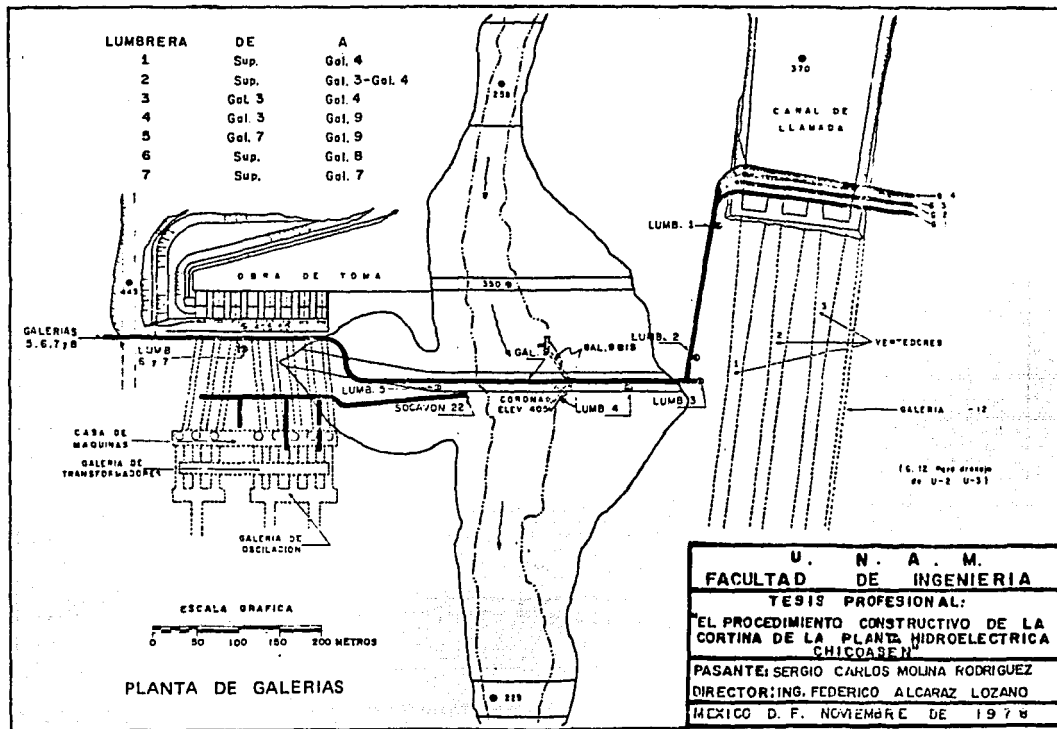 LUMBRERA DE A
1 Sup. Gal. 4
2 Sup. Gal. 3-Gal. 4
3 Gal. 3 Gal. 4
4 Gal. 3 Gal. 9
5 Gal. 7 Gal. 9
6 Sup. Gal. 8
7 Sup. Gal. 7
370
CANAL DE
LLAMADA
LUMB. 1
OBRA DE TOMA
350
445
GALERIAS
5,6,7 y 8
LUMB
6 y 7
LUMB. 2
GAL. 9 BIS
3
2
1
VERTEDORES
LUMB. 5
SOCAVON 22
CORONA
ELEV 405
LUMB. 4
LUMB. 3
GALERIA -12
CASA DE
MAQUINAS
GALERIA DE
TRANSFORMADORES
GALERIA DE
OSCILACION
ESCALA GRAFICA
0 50 100 150 200 METROS
PLANTA DE GALERIAS
225
U. N. A. M.
FACULTAD DE INGENIERIA
TESIS PROFESIONAL:
"EL PROCEDIMIENTO CONSTRUCTIVO DE LA
CORTINA DE LA PLANTA HIDROELECTRICA
CHICOASEN"
PASANTE: SERGIO CARLOS MOLINA RODRIGUEZ
DIRECTOR: ING. FEDERICO ALCARAZ LOZANO
MEXICO D. F. NOVIEMBRE DE